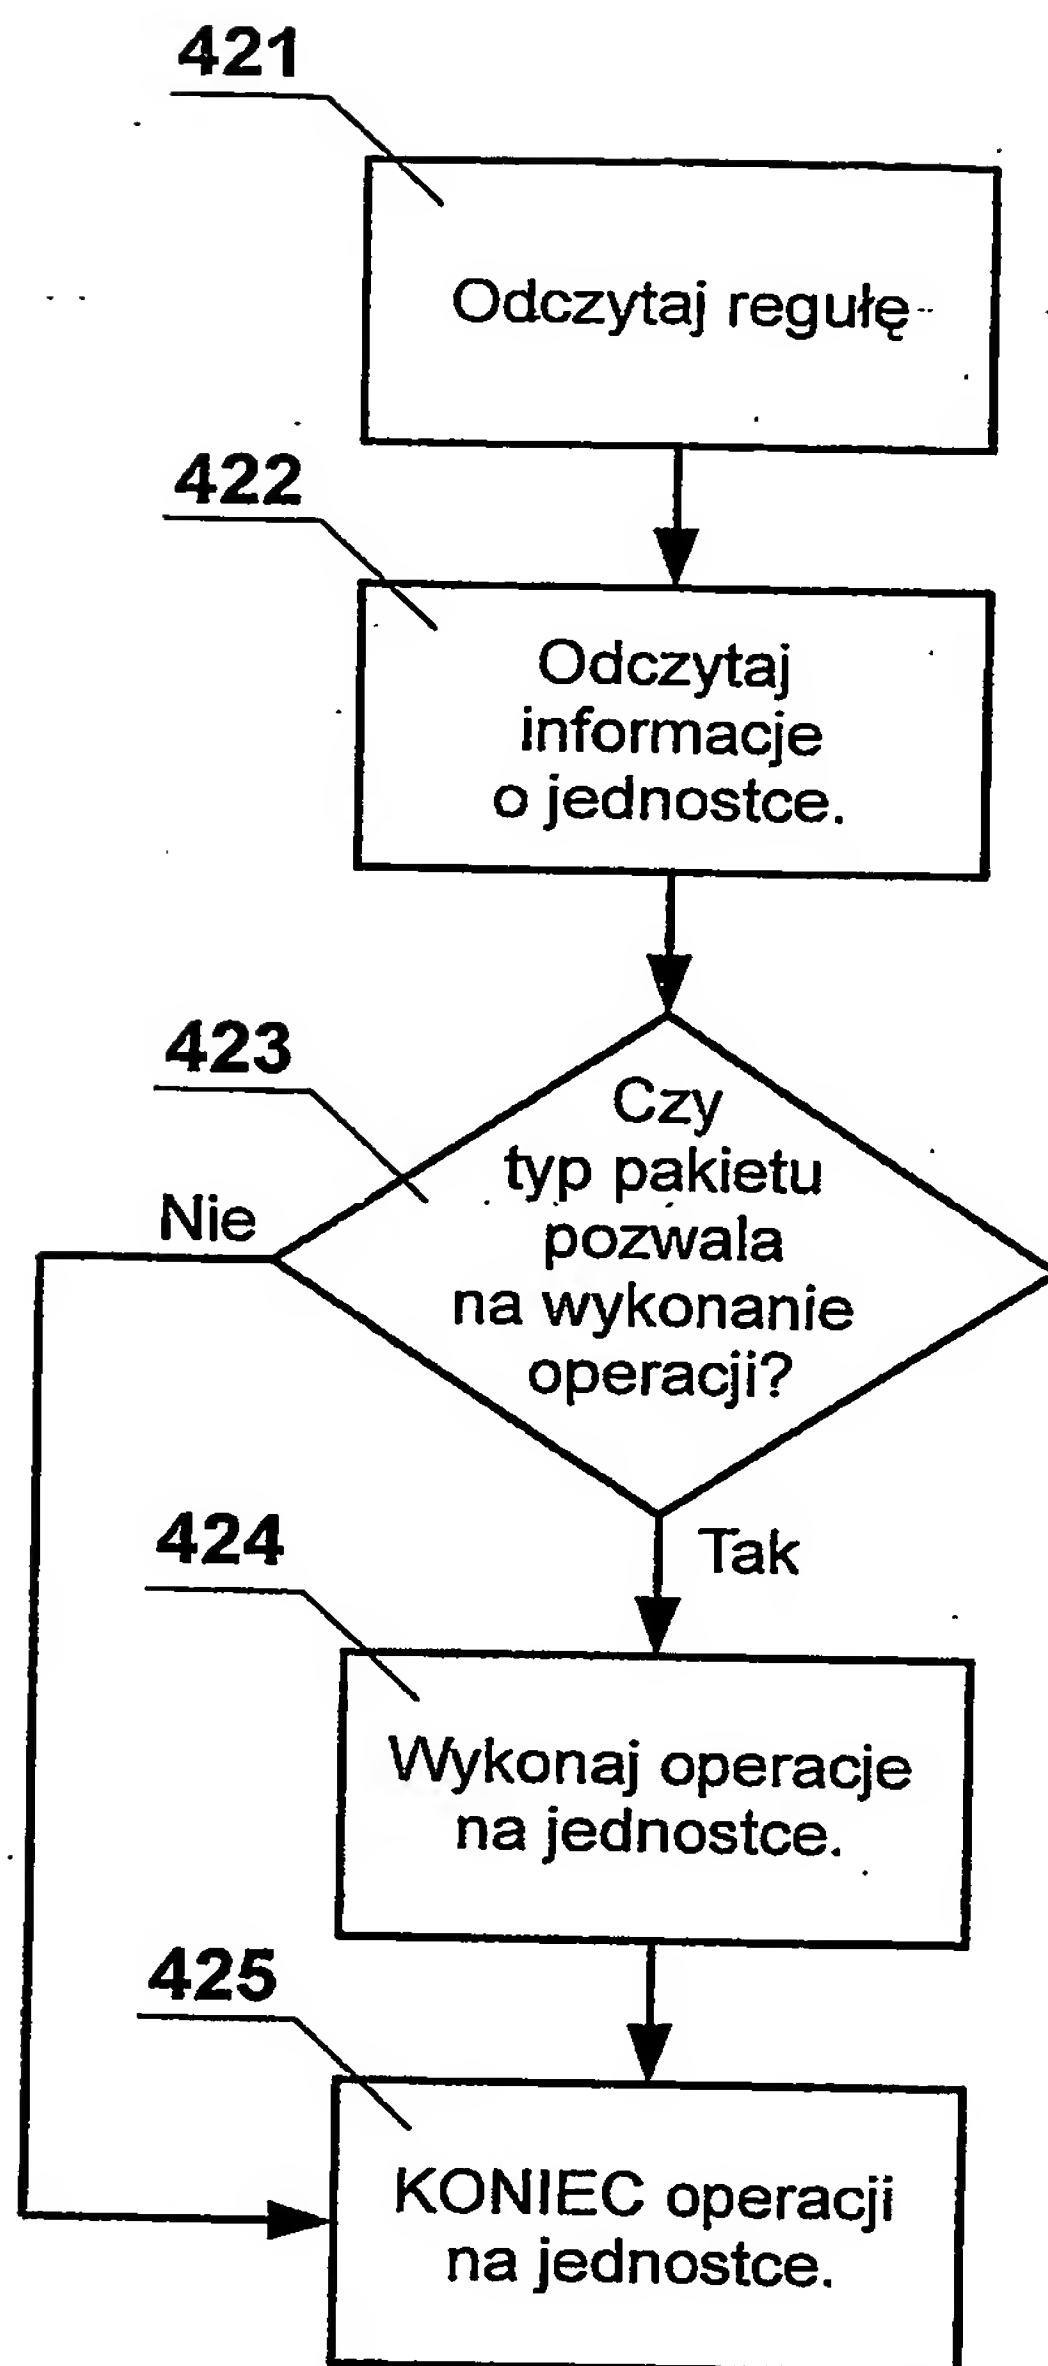 421
Odczytaj regułę
422
Odczytaj
informacje
o jednostce.
423
Czy
typ pakietu
pozwala
na wykonanie
operacji?
Nie
Tak
424
Wykonaj operacje
na jednostce.
425
KONIEC operacji
na jednostce.